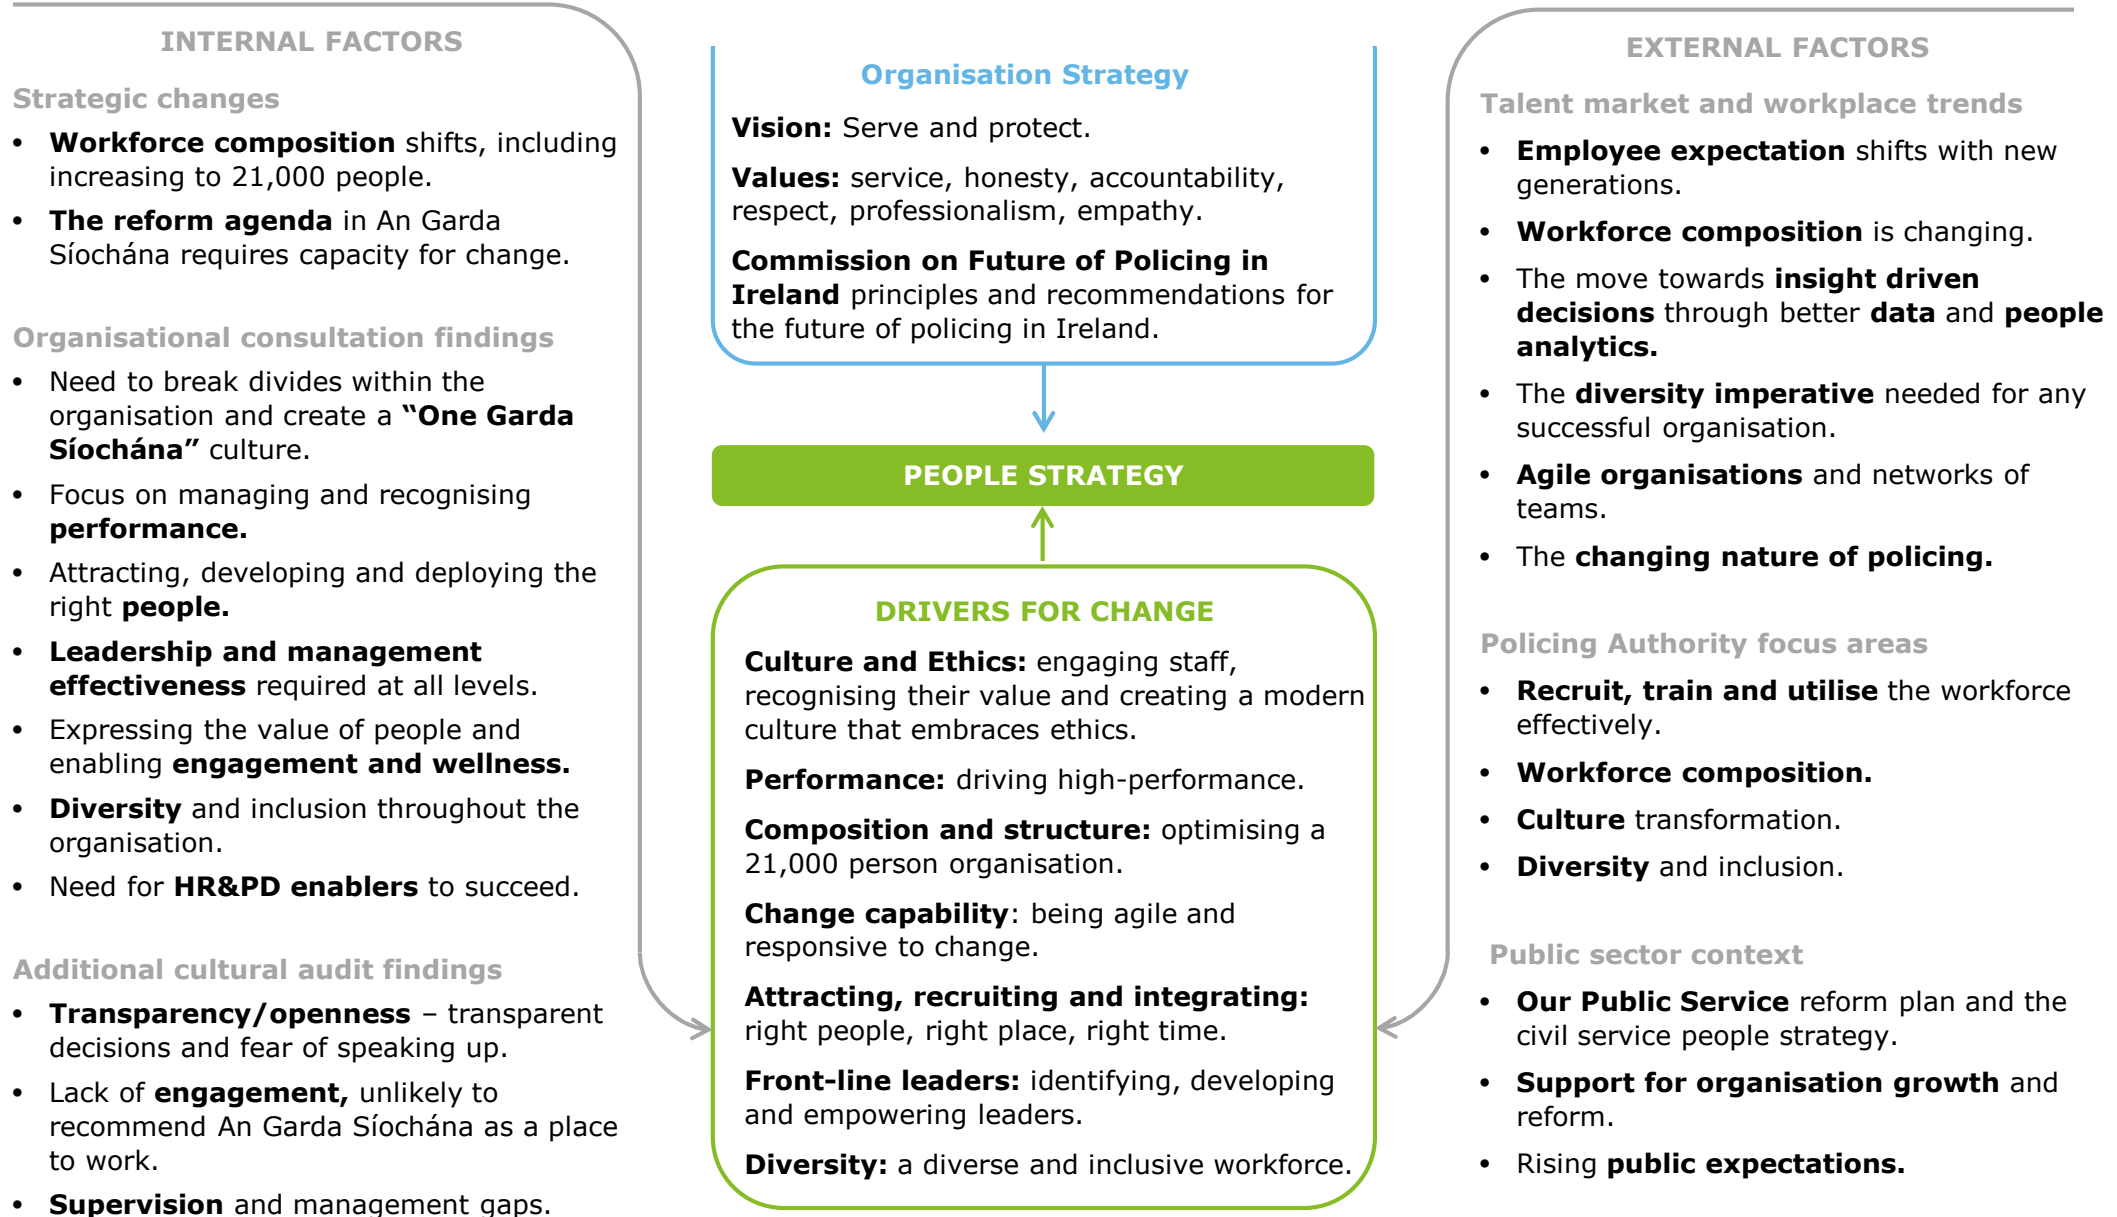 INTERNAL FACTORS
Strategic changes
• Workforce composition shifts, including
increasing to 21,000 people.
• The reform agenda in An Garda
Síochána requires capacity for change.
Organisational consultation findings
• Need to break divides within the
organisation and create a “One Garda
Síochána” culture.
• Focus on managing and recognising
performance.
• Attracting, developing and deploying the
right people.
• Leadership and management
effectiveness required at all levels.
• Expressing the value of people and
enabling engagement and wellness.
• Diversity and inclusion throughout the
organisation.
• Need for HR&PD enablers to succeed.
Additional cultural audit findings
• Transparency/openness – transparent
decisions and fear of speaking up.
• Lack of engagement, unlikely to
recommend An Garda Síochána as a place
to work.
• Supervision and management gaps.
Organisation Strategy
Vision: Serve and protect.
Values: service, honesty, accountability,
respect, professionalism, empathy.
Commission on Future of Policing in
Ireland principles and recommendations for
the future of policing in Ireland.
PEOPLE STRATEGY
DRIVERS FOR CHANGE
Culture and Ethics: engaging staff,
recognising their value and creating a modern
culture that embraces ethics.
Performance: driving high-performance.
Composition and structure: optimising a
21,000 person organisation.
Change capability: being agile and
responsive to change.
Attracting, recruiting and integrating:
right people, right place, right time.
Front-line leaders: identifying, developing
and empowering leaders.
Diversity: a diverse and inclusive workforce.
EXTERNAL FACTORS
Talent market and workplace trends
• Employee expectation shifts with new
generations.
• Workforce composition is changing.
• The move towards insight driven
decisions through better data and people
analytics.
• The diversity imperative needed for any
successful organisation.
• Agile organisations and networks of
teams.
• The changing nature of policing.
Policing Authority focus areas
• Recruit, train and utilise the workforce
effectively.
• Workforce composition.
• Culture transformation.
• Diversity and inclusion.
Public sector context
• Our Public Service reform plan and the
civil service people strategy.
• Support for organisation growth and
reform.
• Rising public expectations.